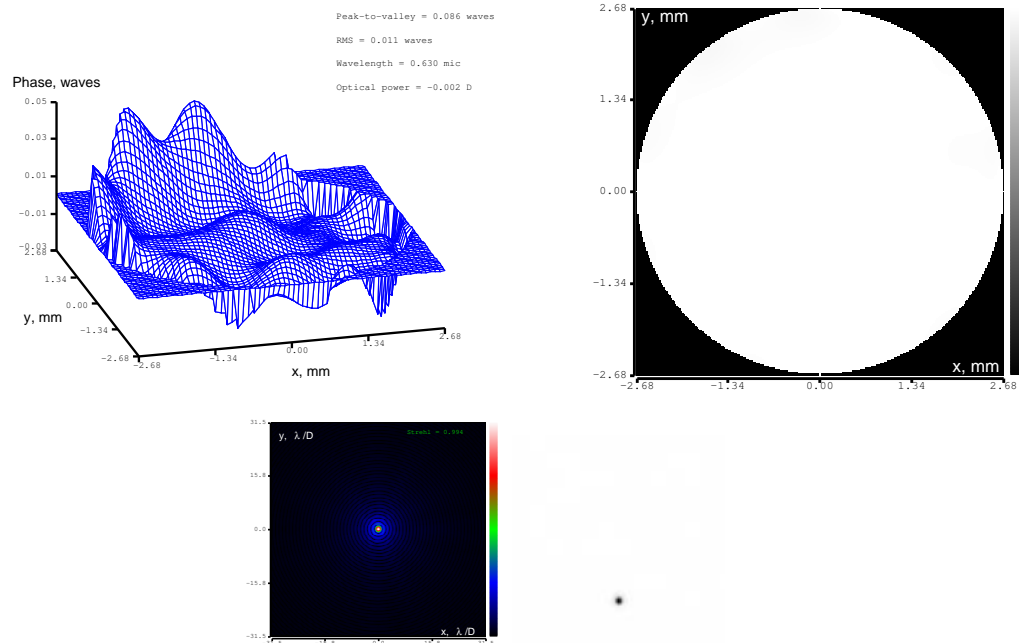 Peak-to-valley = 0.086 waves
RMS = 0.011 waves
Wavelength = 0.630 mic
Optical power = -0.002 D
Phase, waves
0.05
0.03
0.01
-0.01
-0.03
2.68
1.34
0.00
-1.34
-2.68
y, mm
-2.68
-1.34
0.00
1.34
2.68
x, mm
y, mm
2.68
1.34
0.00
-1.34
-2.68
x, mm
-2.68
-1.34
0.00
1.34
2.68
y, λ/D
Strehl = 0.994
31.5
15.8
0.0
-15.8
-31.5
x, λ/D